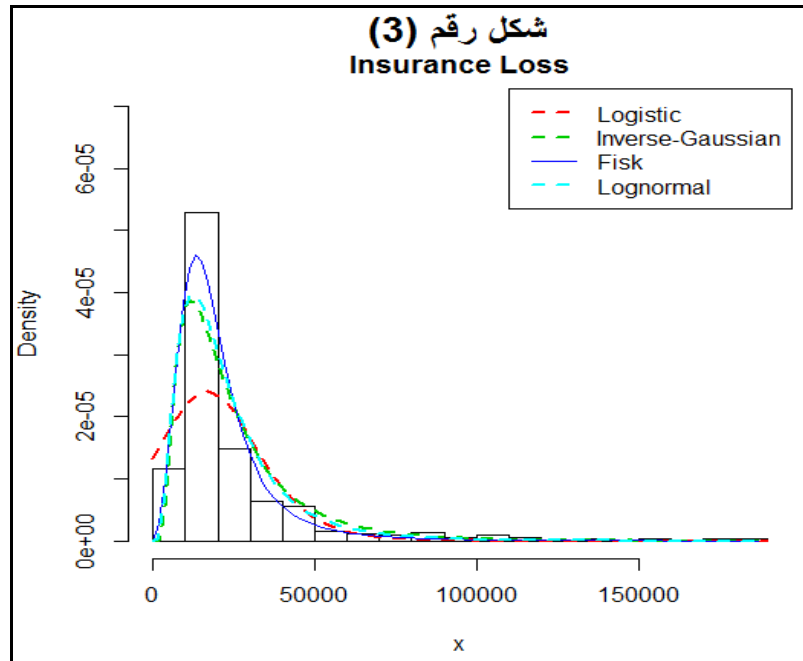 شكل رقم (3)
Insurance Loss
Logistic
Inverse-Gaussian
Fisk
Lognormal
Density
6e-05
4e-05
2e-05
0e+00
0
50000
100000
150000
x